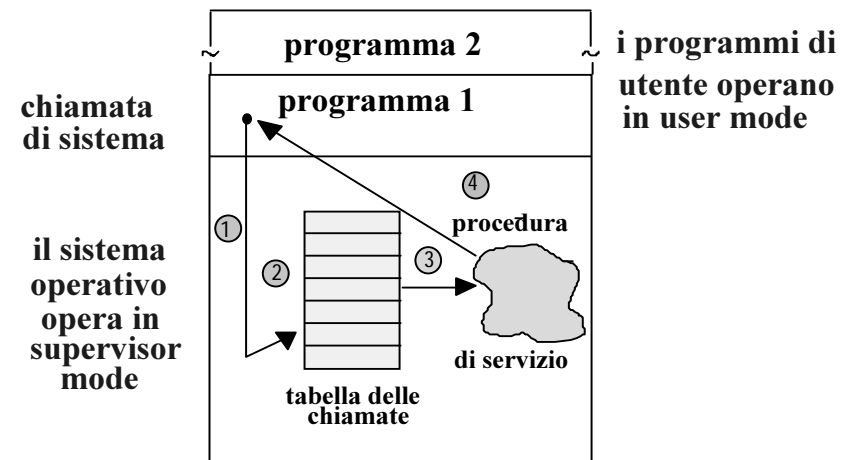 programma 2
i programmi di
utente operano
in user mode
programma 1
chiamata
di sistema
4
procedura
1
il sistema
operativo
opera in
supervisor
mode
2
3
di servizio
tabella delle
chiamate